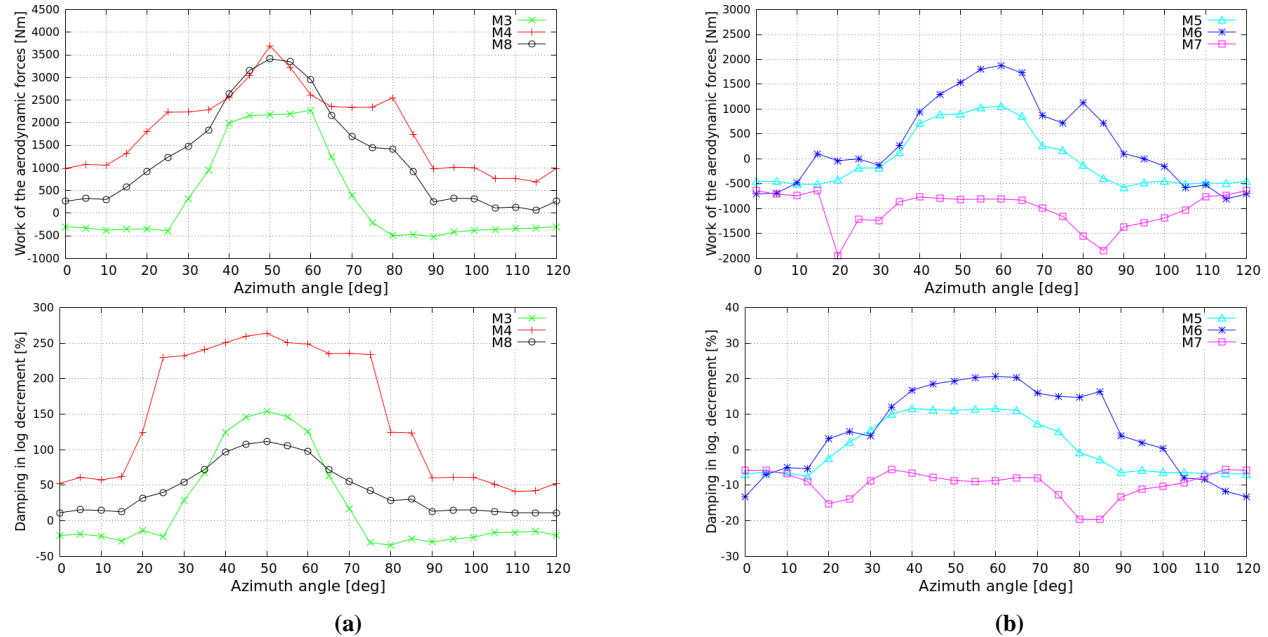 Work of the aerodynamic forces [Nm]
4500
4000
3500
3000
2500
2000
1500
1000
500
0
-500
-1000
M3
M4
M8
0 10 20 30 40 50 60 70 80 90 100 110 120
Azimuth angle [deg]
Work of the aerodynamic forces [Nm]
3000
2500
2000
1500
1000
500
0
-500
-1000
-1500
-2000
M5
M6
M7
0 10 20 30 40 50 60 70 80 90 100 110 120
Azimuth angle [deg]
Damping in log decrement [%]
300
250
200
150
100
50
0
-50
M3
M4
M8
0 10 20 30 40 50 60 70 80 90 100 110 120
Azimuth angle [deg]
Damping in log. decrement [%]
40
30
20
10
0
-10
-20
-30
M5
M6
M7
0 10 20 30 40 50 60 70 80 90 100 110 120
Azimuth angle [deg]
(a)
(b)